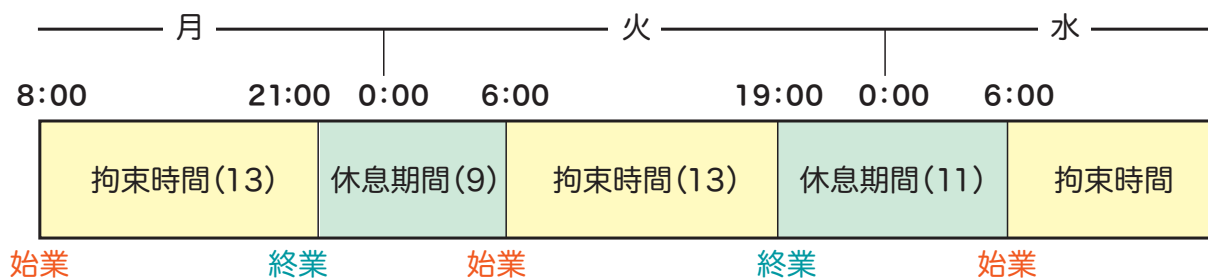 月 火 水
8:00 21:00 0:00 6:00 19:00 0:00 6:00
拘束時間(13) 休息期間(9) 拘束時間(13) 休息期間(11) 拘束時間
始業 終業 始業 終業 始業